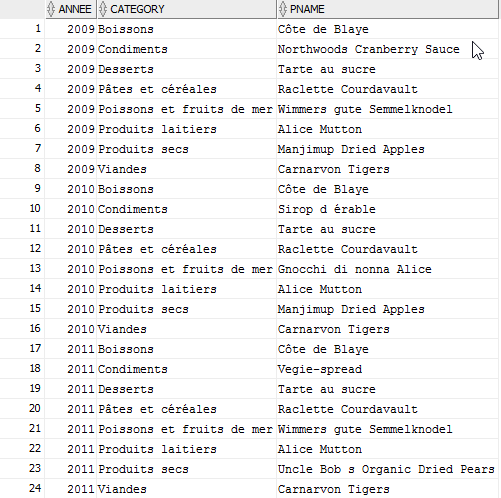 ANNEE CATEGORY PNAME
1 2009 Boissons Côte de Blaye
2 2009 Condiments Northwoods Cranberry Sauce
3 2009 Desserts Tarte au sucre
4 2009 Pâtes et céréales Raclette Courdavault
5 2009 Poissons et fruits de mer Wimmers gute Semmelknodel
6 2009 Produits laitiers Alice Mutton
7 2009 Produits secs Manjimup Dried Apples
8 2009 Viandes Carnarvon Tigers
9 2010 Boissons Côte de Blaye
10 2010 Condiments Sirop d érable
11 2010 Desserts Tarte au sucre
12 2010 Pâtes et céréales Raclette Courdavault
13 2010 Poissons et fruits de mer Gnocchi di nonna Alice
14 2010 Produits laitiers Alice Mutton
15 2010 Produits secs Manjimup Dried Apples
16 2010 Viandes Carnarvon Tigers
17 2011 Boissons Côte de Blaye
18 2011 Condiments Vegie-spread
19 2011 Desserts Tarte au sucre
20 2011 Pâtes et céréales Raclette Courdavault
21 2011 Poissons et fruits de mer Wimmers gute Semmelknodel
22 2011 Produits laitiers Alice Mutton
23 2011 Produits secs Uncle Bob s Organic Dried Pears
24 2011 Viandes Carnarvon Tigers